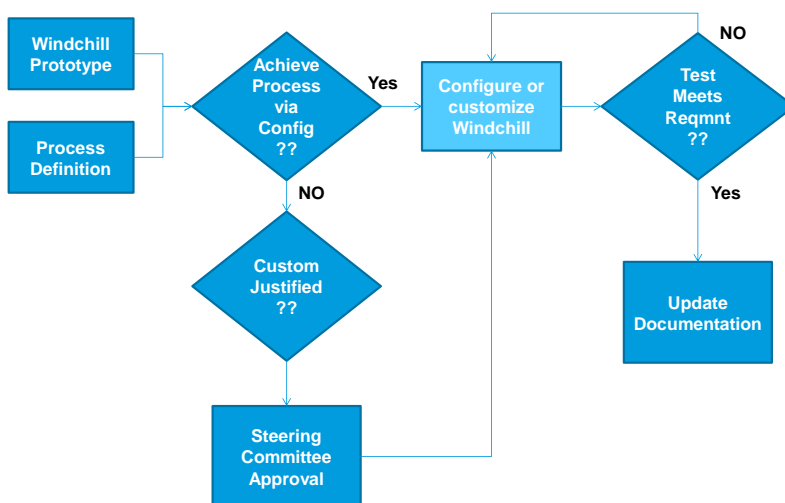 Windchill
Prototype
Process
Definition
Achieve
Process
via
Config
??
Yes
NO
Configure or
customize
Windchill
NO
Test
Meets
Reqmnt
??
Yes
Custom
Justified
??
Update
Documentation
Steering
Committee
Approval